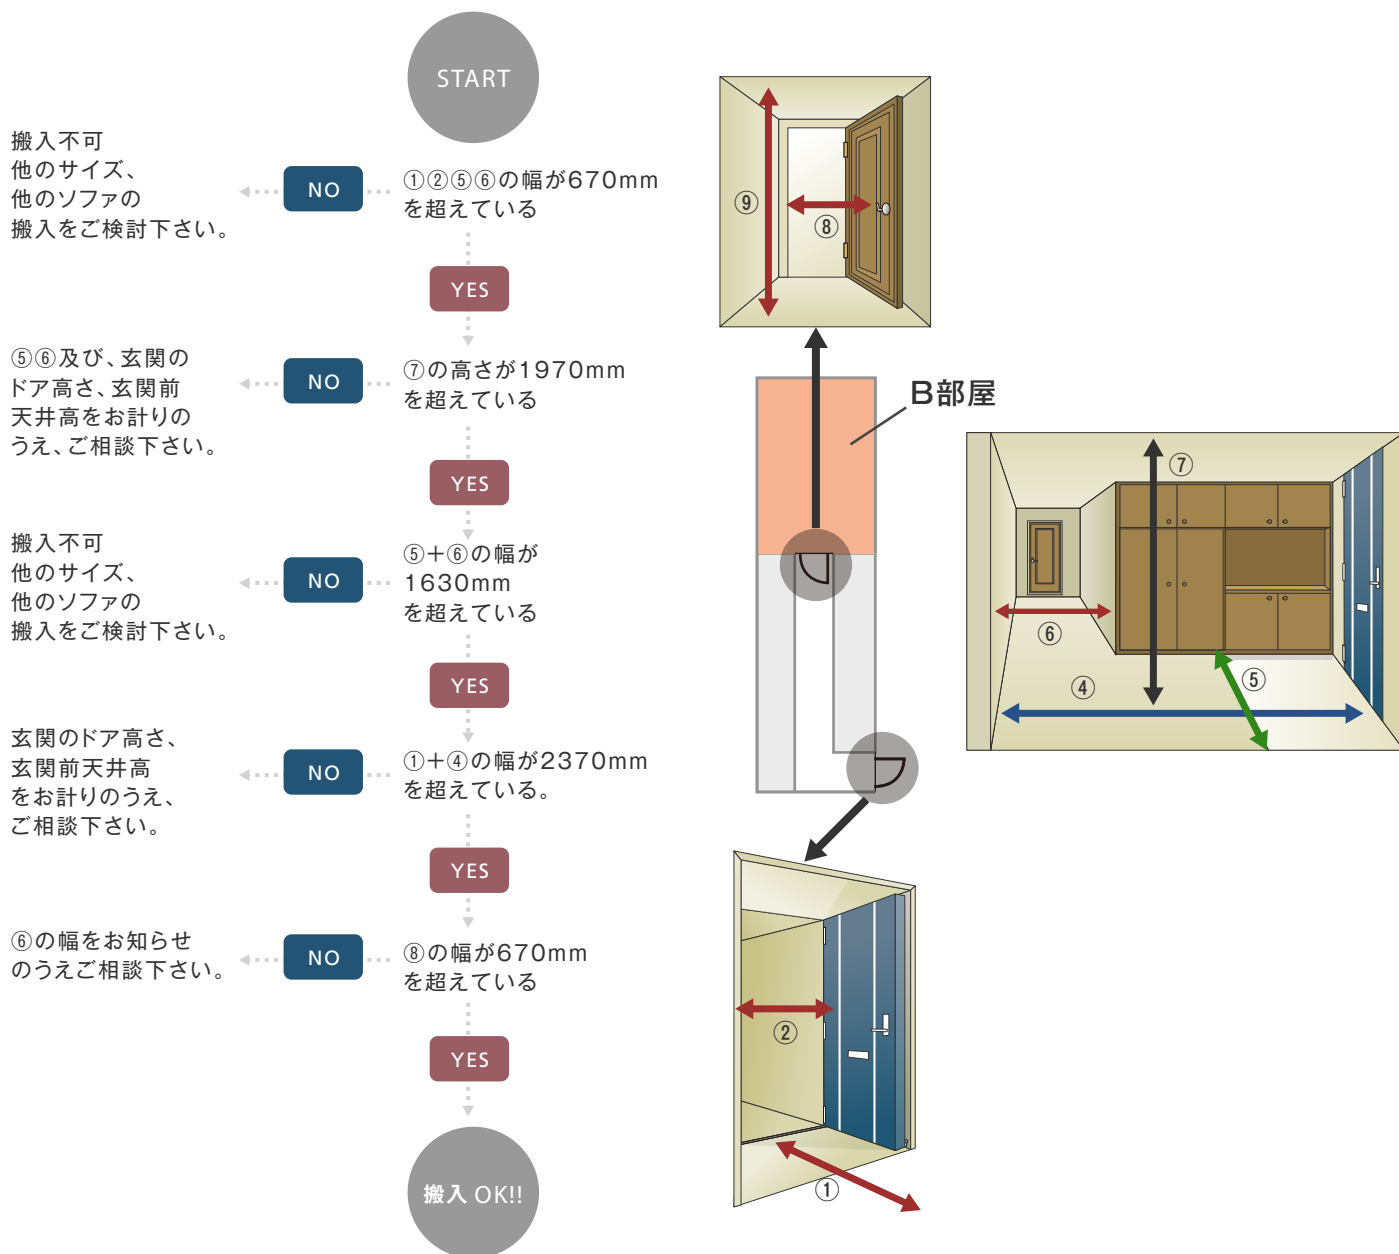 START
搬入不可
他のサイズ、
他のソファの
搬入をご検討下さい。
NO
①②⑤⑥の幅が670mm
を超えている
YES
⑤⑥及び、玄関の
ドア高さ、玄関前
天井高をお計りの
うえ、ご相談下さい。
NO
⑦の高さが1970mm
を超えている
YES
搬入不可
他のサイズ、
他のソファの
搬入をご検討下さい。
NO
⑤+⑥の幅が
1630mm
を超えている
YES
玄関のドア高さ、
玄関前天井高
をお計りのうえ、
ご相談下さい。
NO
①+④の幅が2370mm
を超えている。
YES
⑥の幅をお知らせ
のうえご相談下さい。
NO
⑧の幅が670mm
を超えている
YES
搬入 OK!!
⑨
⑧
B部屋
⑦
⑥
④
⑤
②
①